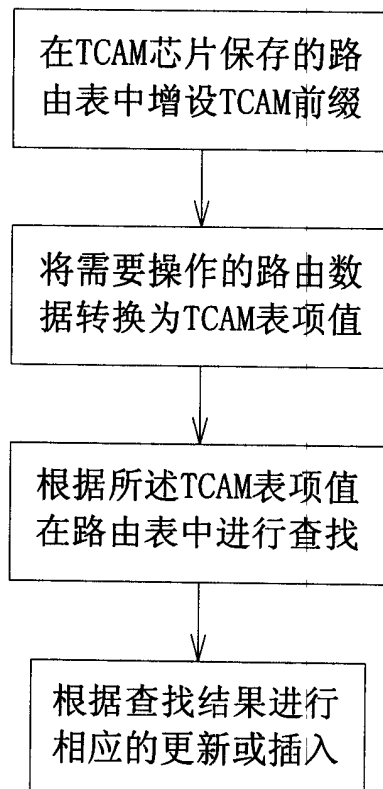 在TCAM芯片保存的路
由表中增设TCAM前缀
将需要操作的路由数
据转换为TCAM表项值
根据所述TCAM表项值
在路由表中进行查找
根据查找结果进行
相应的更新或插入